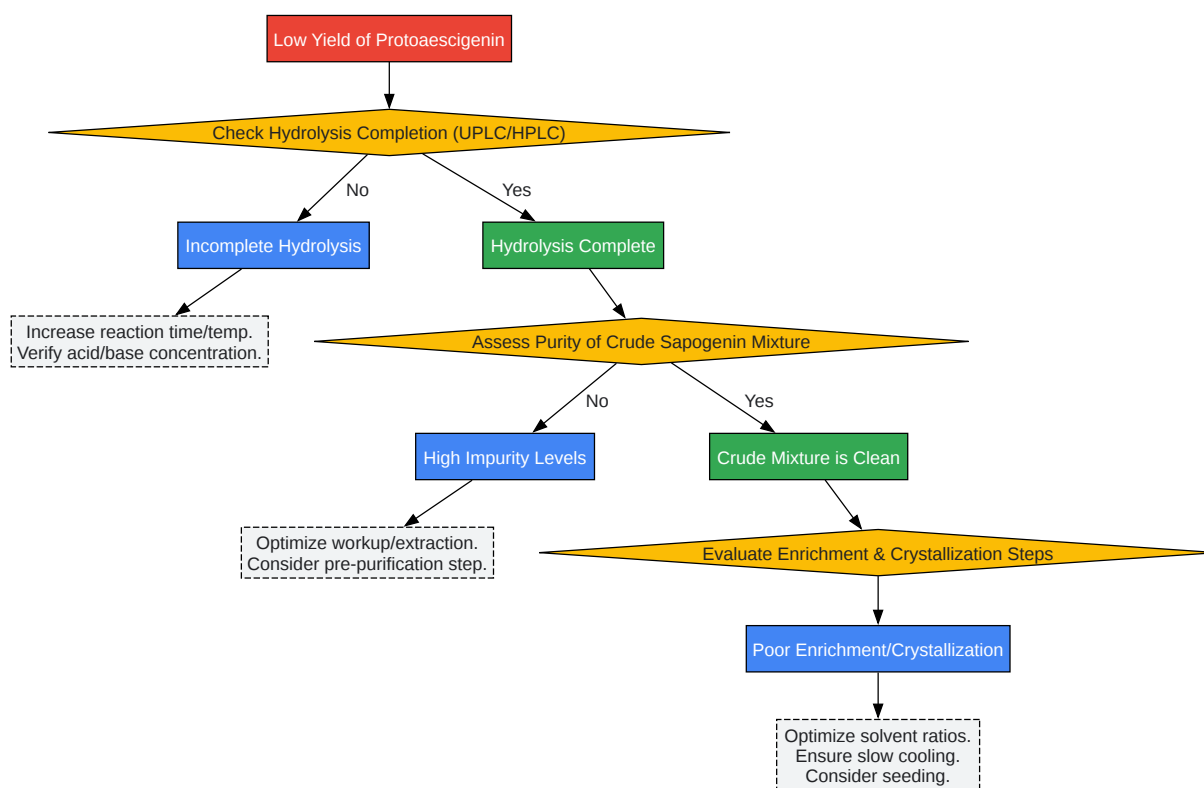 Low Yield of Protoaescigenin
Check Hydrolysis Completion (UPLC/HPLC)
No
Yes
Incomplete Hydrolysis
Hydrolysis Complete
Increase reaction time/temp.
Verify acid/base concentration.
Assess Purity of Crude Sapogenin Mixture
No
Yes
High Impurity Levels
Crude Mixture is Clean
Optimize workup/extraction.
Consider pre-purification step.
Evaluate Enrichment & Crystallization Steps
Poor Enrichment/Crystallization
Optimize solvent ratios.
Ensure slow cooling.
Consider seeding.